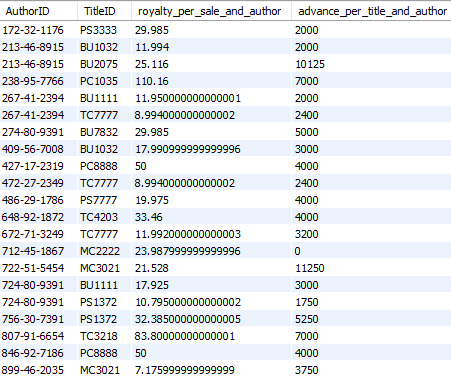 AuthorID TitleID royalty_per_sale_and_author advance_per_title_and_author
172-32-1176 PS3333 29.985 2000
213-46-8915 BU1032 11.994 2000
213-46-8915 BU2075 25.116 10125
238-95-7766 PC1035 110.16 7000
267-41-2394 BU1111 11.950000000000001 2000
267-41-2394 TC7777 8.994000000000002 2400
274-80-9391 BU7832 29.985 5000
409-56-7008 BU1032 17.990999999999996 3000
427-17-2319 PC8888 50 4000
472-27-2349 TC7777 8.994000000000002 2400
486-29-1786 PS7777 19.975 4000
648-92-1872 TC4203 33.46 4000
672-71-3249 TC7777 11.992000000000003 3200
712-45-1867 MC2222 23.987999999999996 0
722-51-5454 MC3021 21.528 11250
724-80-9391 BU1111 17.925 3000
724-80-9391 PS1372 10.795000000000002 1750
756-30-7391 PS1372 32.385000000000005 5250
807-91-6654 TC3218 83.80000000000001 7000
846-92-7186 PC8888 50 4000
899-46-2035 MC3021 7.175999999999999 3750